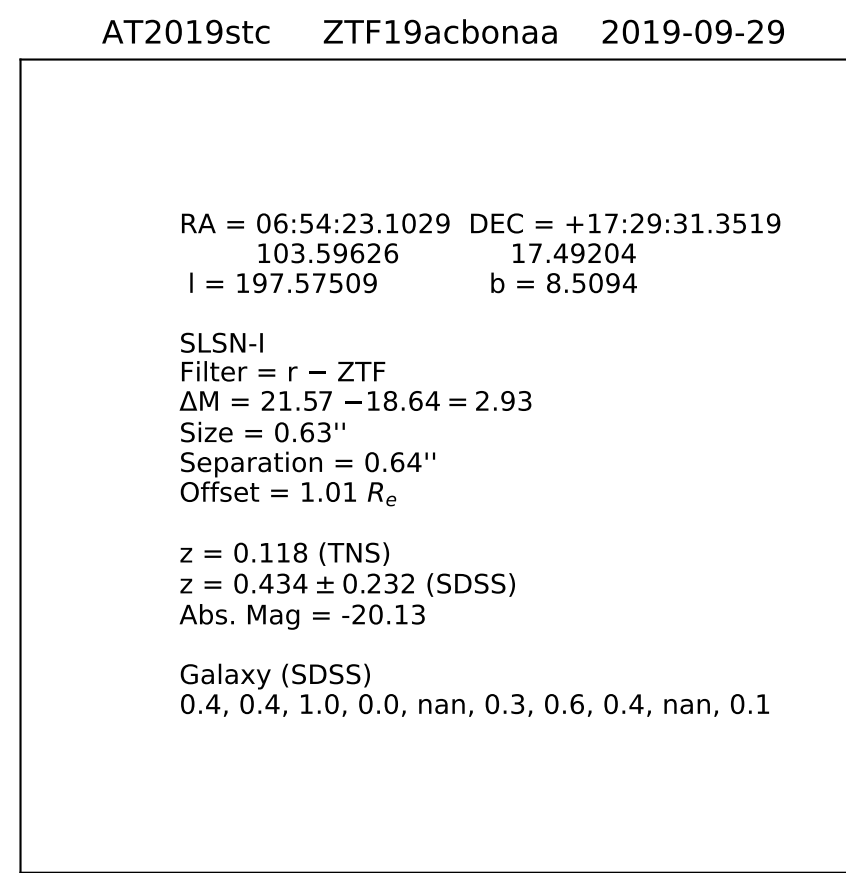 AT2019stc ZTF19acbonaa 2019-09-29
RA = 06:54:23.1029 DEC = +17:29:31.3519
103.59626 17.49204
l = 197.57509 b = 8.5094
SLSN-I
Filter = r − ZTF
ΔM = 21.57 −18.64 = 2.93
Size = 0.63''
Separation = 0.64''
Offset = 1.01 Rₑ
z = 0.118 (TNS)
z = 0.434 ± 0.232 (SDSS)
Abs. Mag = -20.13
Galaxy (SDSS)
0.4, 0.4, 1.0, 0.0, nan, 0.3, 0.6, 0.4, nan, 0.1